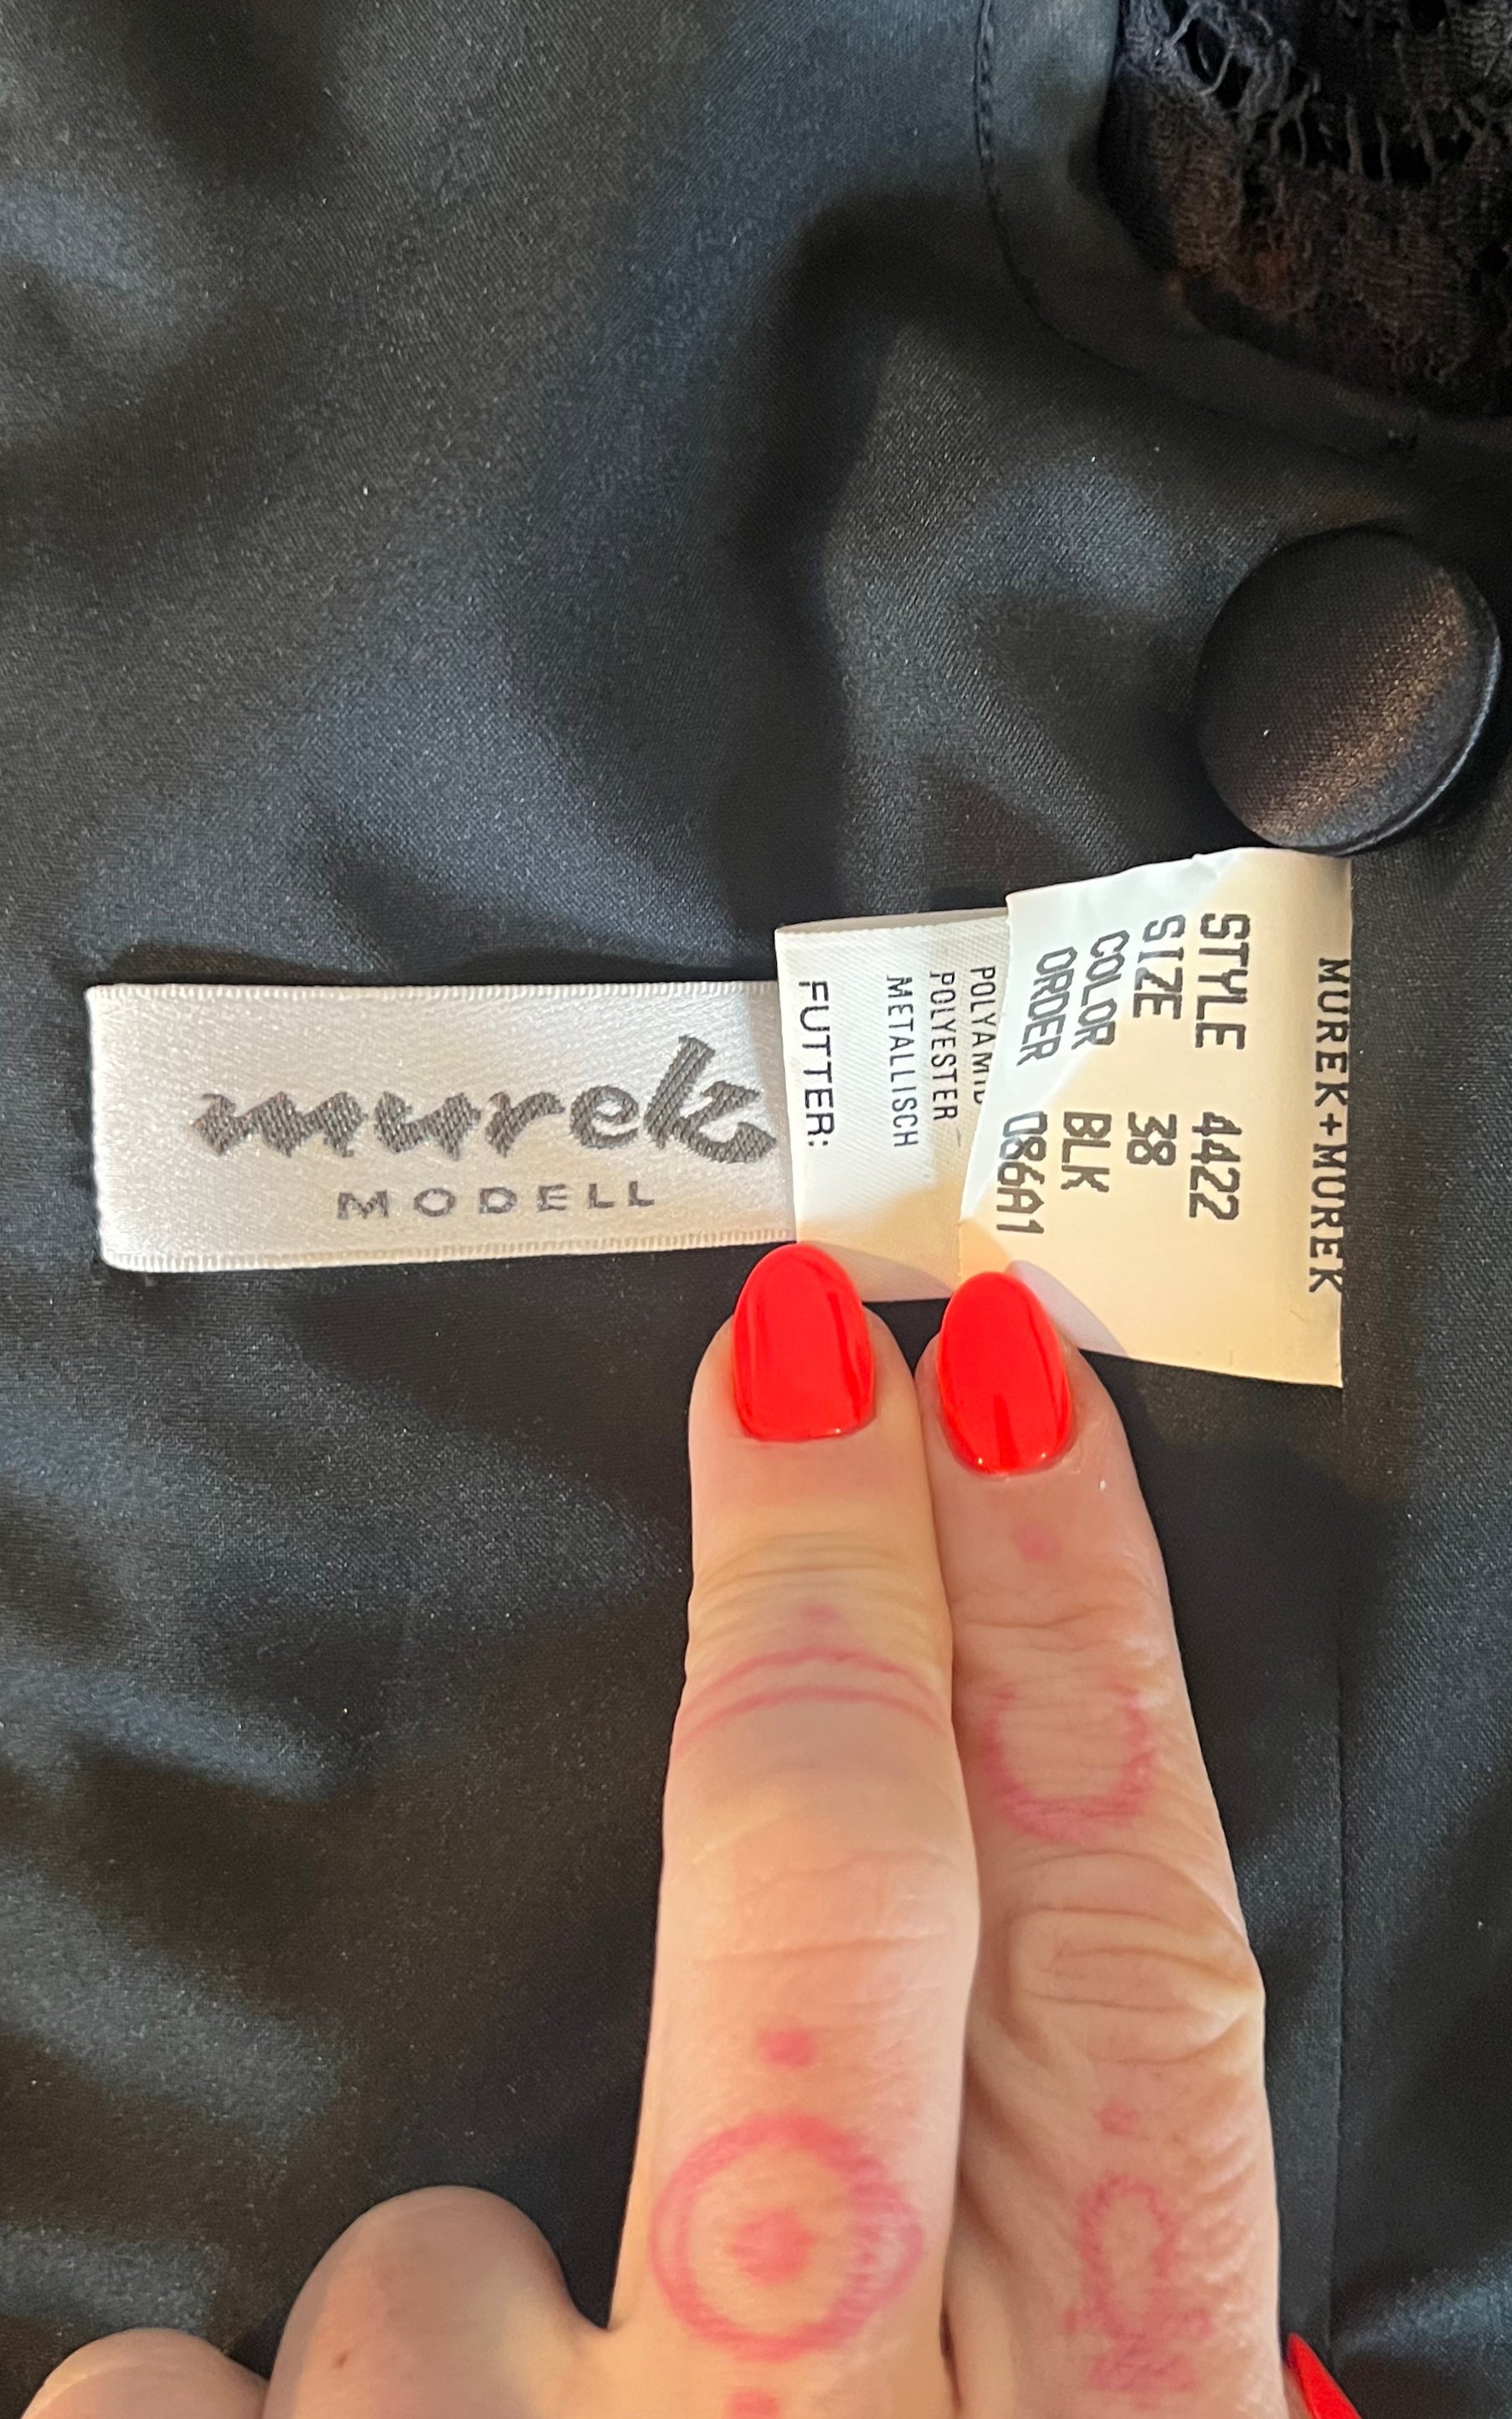 murek
MODELL
POLYAMID
POLYESTER
METALLISCH
FUTTER:
MUREK+MUREK
STYLE 4422
SIZE 38
COLOR BLK
ORDER 086A1